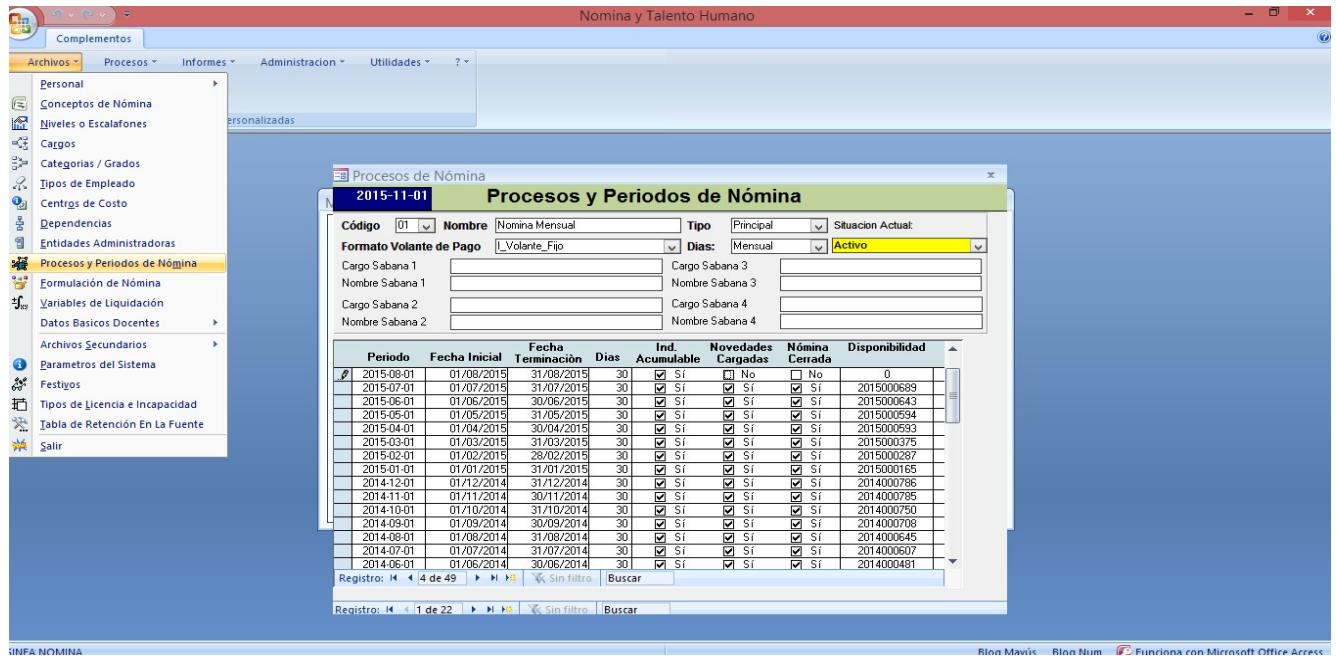 Nomina y Talento Humano
Complementos
Archivos Procesos Informes Administracion Utilidades ?
Personal
Conceptos de Nómina
Niveles o Escalafones
ersonalizadas
Cargos
Categorias / Grados
Tipos de Empleado
Centros de Costo
Dependencias
Entidades Administradoras
Procesos y Periodos de Nómina
Formulación de Nómina
Variables de Liquidación
Datos Basicos Docentes
Archivos Secundarios
Parametros del Sistema
Festivos
Tipos de Licencia e Incapacidad
Tabla de Retención En La Fuente
Salir
Procesos de Nómina
2015-11-01 Procesos y Periodos de Nómina
Código 01 Nombre Nomina Mensual Tipo Principal Situacion Actual:
Formato Volante de Pago I_Volante_Fijo Dias: Mensual Activo
Cargo Sabana 1 Cargo Sabana 3
Nombre Sabana 1 Nombre Sabana 3
Cargo Sabana 2 Cargo Sabana 4
Nombre Sabana 2 Nombre Sabana 4
Periodo Fecha Inicial Fecha Terminaciòn Dias Ind. Acumulable Novedades Cargadas Nómina Cerrada Disponibilidad
2015-08-01 01/08/2015 31/08/2015 30 Sí No No 0
2015-07-01 01/07/2015 31/07/2015 30 Sí Sí Sí 2015000689
2015-06-01 01/06/2015 30/06/2015 30 Sí Sí Sí 2015000643
2015-05-01 01/05/2015 31/05/2015 30 Sí Sí Sí 2015000594
2015-04-01 01/04/2015 30/04/2015 30 Sí Sí Sí 2015000593
2015-03-01 01/03/2015 31/03/2015 30 Sí Sí Sí 2015000375
2015-02-01 01/02/2015 28/02/2015 30 Sí Sí Sí 2015000287
2015-01-01 01/01/2015 31/01/2015 30 Sí Sí Sí 2015000165
2014-12-01 01/12/2014 31/12/2014 30 Sí Sí Sí 2014000786
2014-11-01 01/11/2014 30/11/2014 30 Sí Sí Sí 2014000785
2014-10-01 01/10/2014 31/10/2014 30 Sí Sí Sí 2014000750
2014-09-01 01/09/2014 30/09/2014 30 Sí Sí Sí 2014000708
2014-08-01 01/08/2014 31/08/2014 30 Sí Sí Sí 2014000645
2014-07-01 01/07/2014 31/07/2014 30 Sí Sí Sí 2014000607
2014-06-01 01/06/2014 30/06/2014 30 Sí Sí Sí 2014000481
Registro: 4 de 49 Sin filtro Buscar
Registro: 1 de 22 Sin filtro Buscar
SINFA NOMINA Bloq Mayús Bloq Num Funciona con Microsoft Office Access